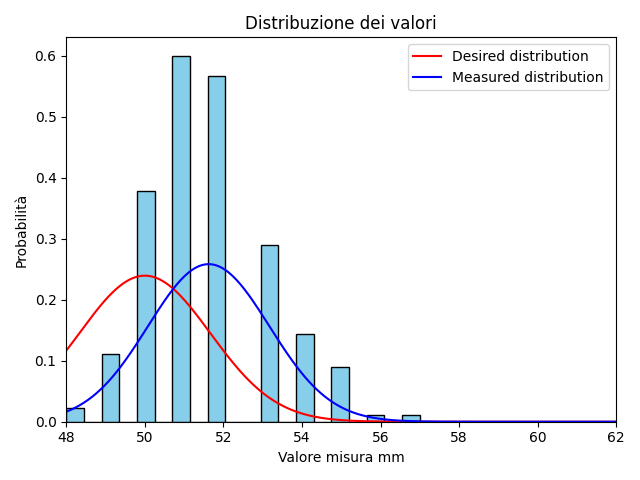 Distribuzione dei valori
Desired distribution
Measured distribution
Probabilità
0.6
0.5
0.4
0.3
0.2
0.1
0.0
48 50 52 54 56 58 60 62
Valore misura mm